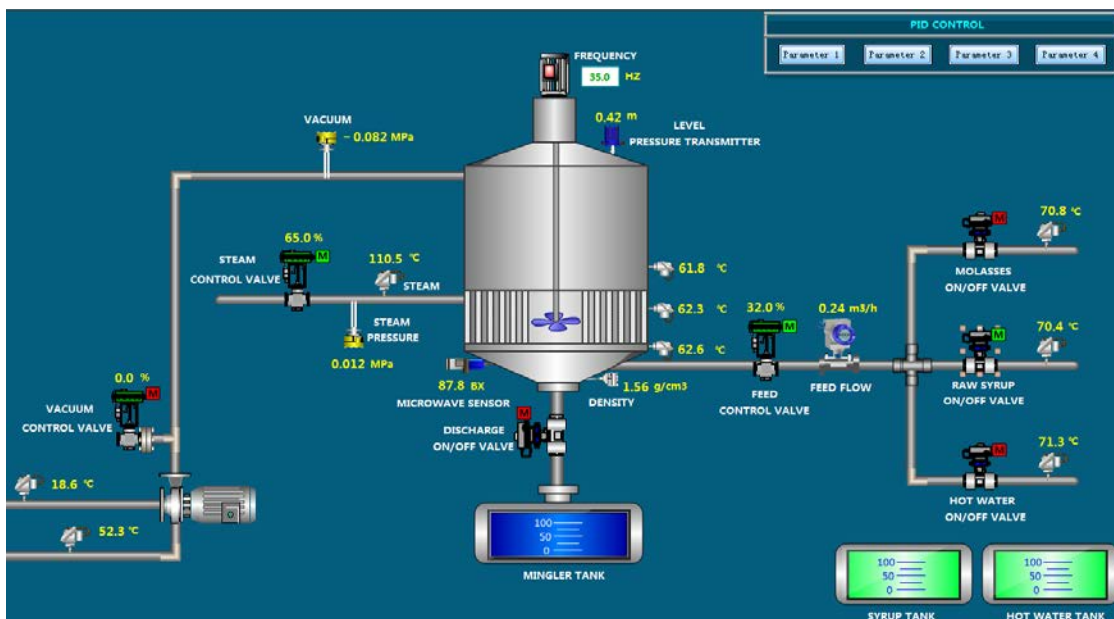 PID CONTROL
Parameter 1
Parameter 2
Parameter 3
Parameter 4
FREQUENCY
35.0 HZ
VACUUM
- 0.082 MPa
0.42 m
LEVEL
PRESSURE TRANSMITTER
65.0 %
M
STEAM
CONTROL VALVE
110.5 ℃
STEAM
STEAM
PRESSURE
0.012 MPa
61.8 ℃
62.3 ℃
62.6 ℃
32.0 %
M
FEED
CONTROL VALVE
0.24 m3/h
FEED FLOW
M
70.8 ℃
MOLASSES
ON/OFF VALVE
M
70.4 ℃
RAW SYRUP
ON/OFF VALVE
M
71.3 ℃
HOT WATER
ON/OFF VALVE
87.8 BX
MICROWAVE SENSOR
1.56 g/cm3
DENSITY
0.0 %
M
VACUUM
CONTROL VALVE
M
DISCHARGE
ON/OFF VALVE
18.6 ℃
52.3 ℃
100
50
0
MINGLER TANK
100
50
0
SYRUP TANK
100
50
0
HOT WATER TANK